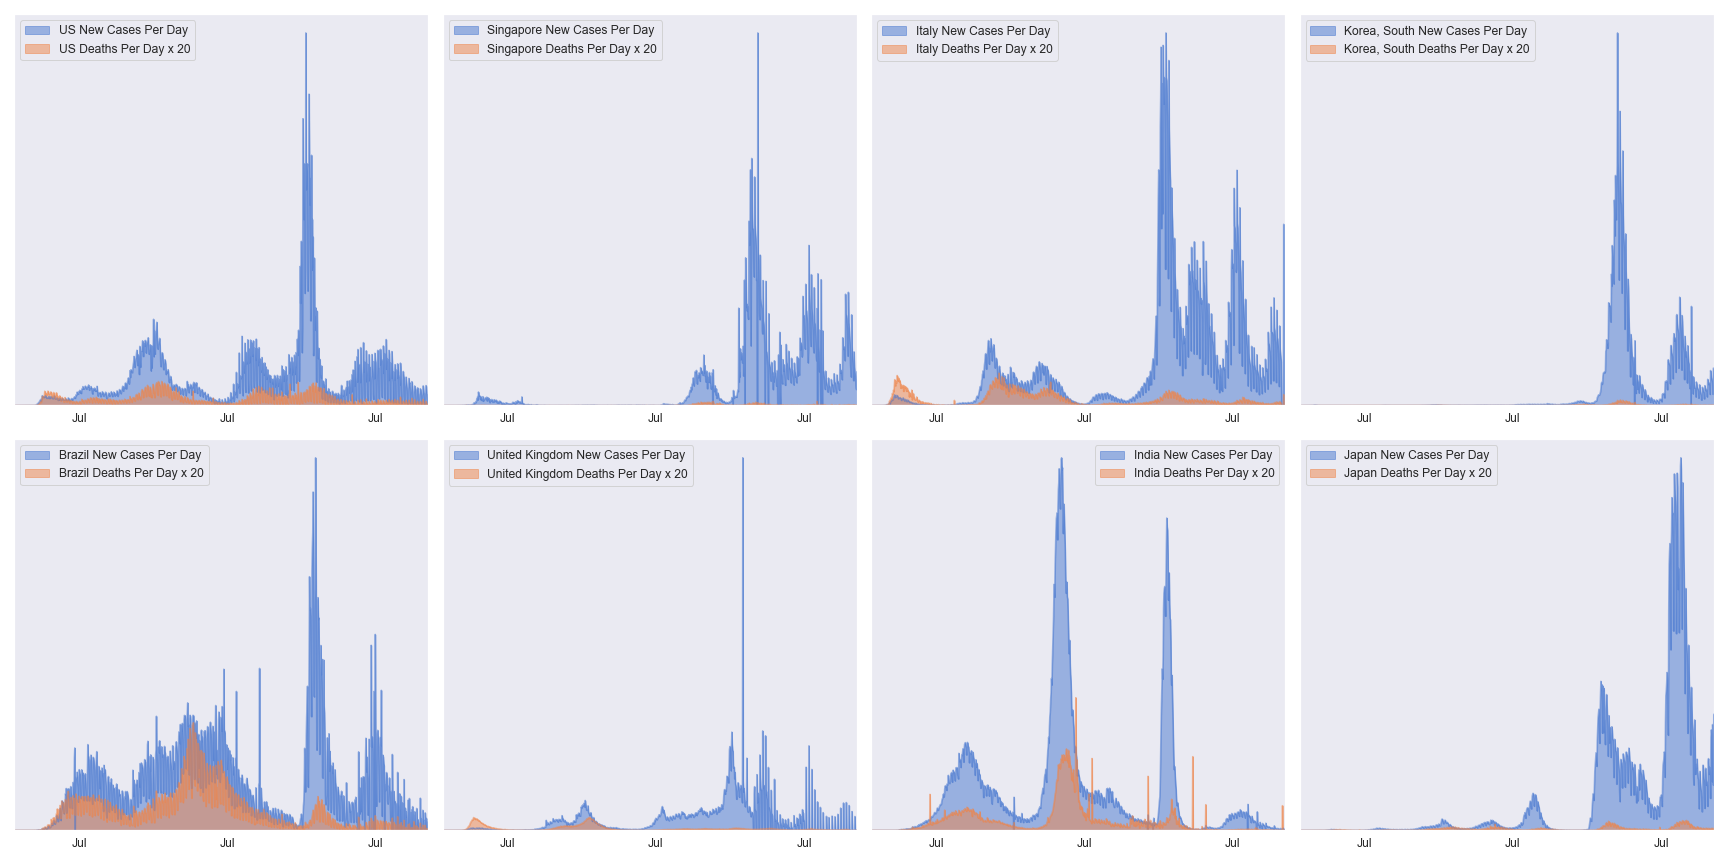 US New Cases Per Day
US Deaths Per Day x 20
Jul Jul Jul
Singapore New Cases Per Day
Singapore Deaths Per Day x 20
Jul Jul Jul
Italy New Cases Per Day
Italy Deaths Per Day x 20
Jul Jul Jul
Korea, South New Cases Per Day
Korea, South Deaths Per Day x 20
Jul Jul Jul
Brazil New Cases Per Day
Brazil Deaths Per Day x 20
Jul Jul Jul
United Kingdom New Cases Per Day
United Kingdom Deaths Per Day x 20
Jul Jul Jul
India New Cases Per Day
India Deaths Per Day x 20
Jul Jul Jul
Japan New Cases Per Day
Japan Deaths Per Day x 20
Jul Jul Jul